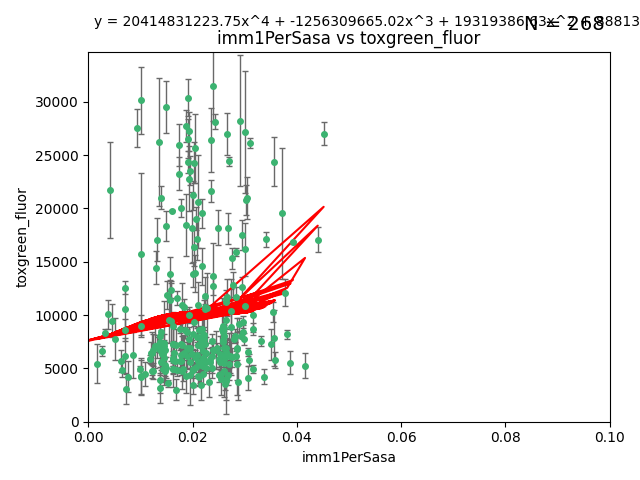 y = 20414831223.75x^4 + -1256309665.02x^3 + 19319386
N = 268
imm1PerSasa vs toxgreen_fluor
toxgreen_fluor
30000
25000
20000
15000
10000
5000
0
0.00 0.02 0.04 0.06 0.08 0.10
imm1PerSasa